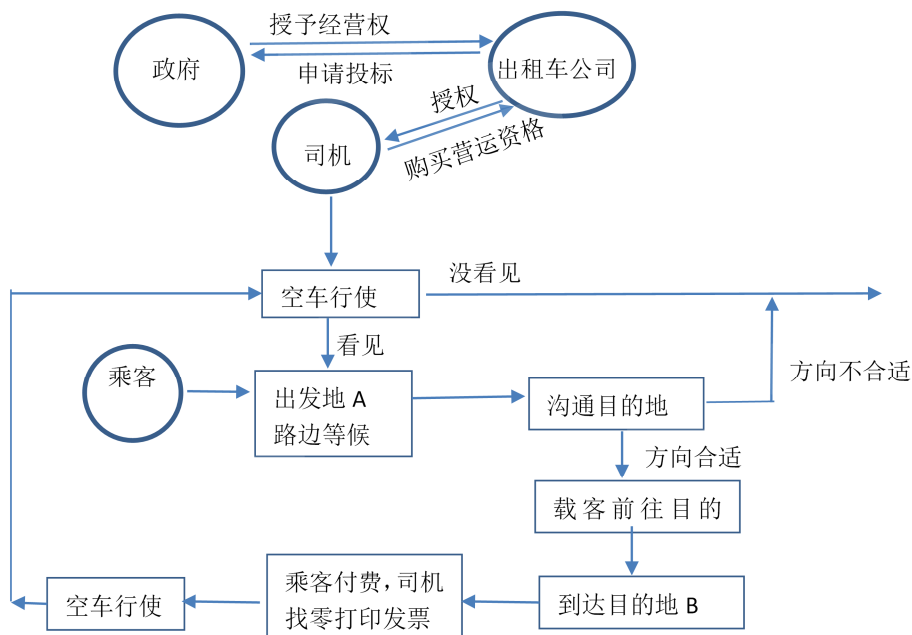 授予经营权
政府
申请投标
出租车公司
授权
司机
购买营运资格
没看见
空车行使
看见
乘客
出发地 A
路边等候
沟通目的地
方向不合适
方向合适
载客前往目的
乘客付费,司机
找零打印发票
空车行使
到达目的地 B